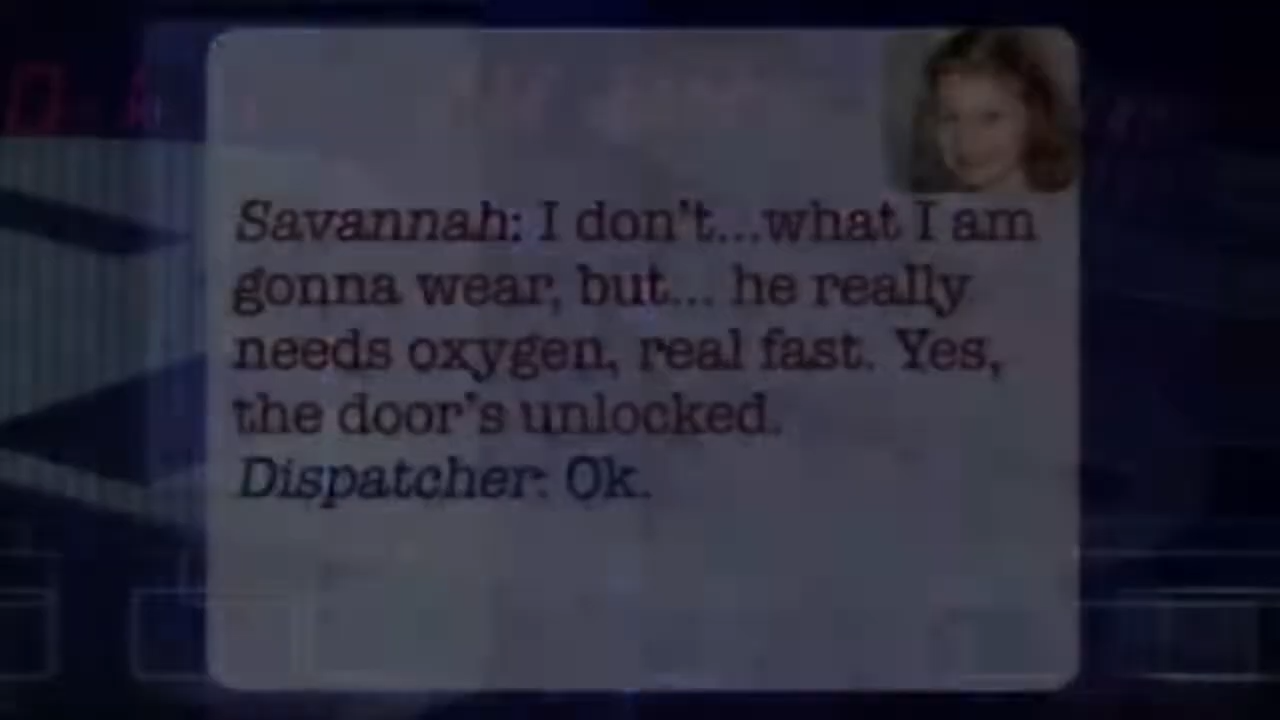 Savannah: I don't...what I am
gonna wear, but... he really
needs oxygen, real fast. Yes,
the door's unlocked.
Dispatcher: Ok.